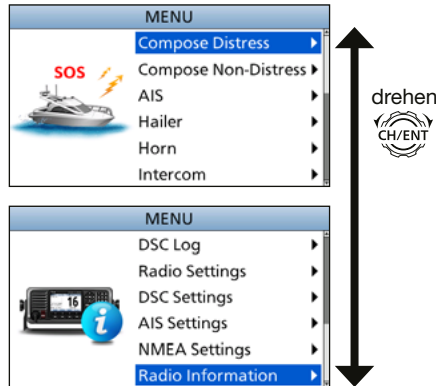 MENU
Compose Distress
SOS
Compose Non-Distress
AIS
Hailer
Horn
Intercom
drehen
CH/ENT
MENU
DSC Log
Radio Settings
DSC Settings
16
AIS Settings
NMEA Settings
Radio Information